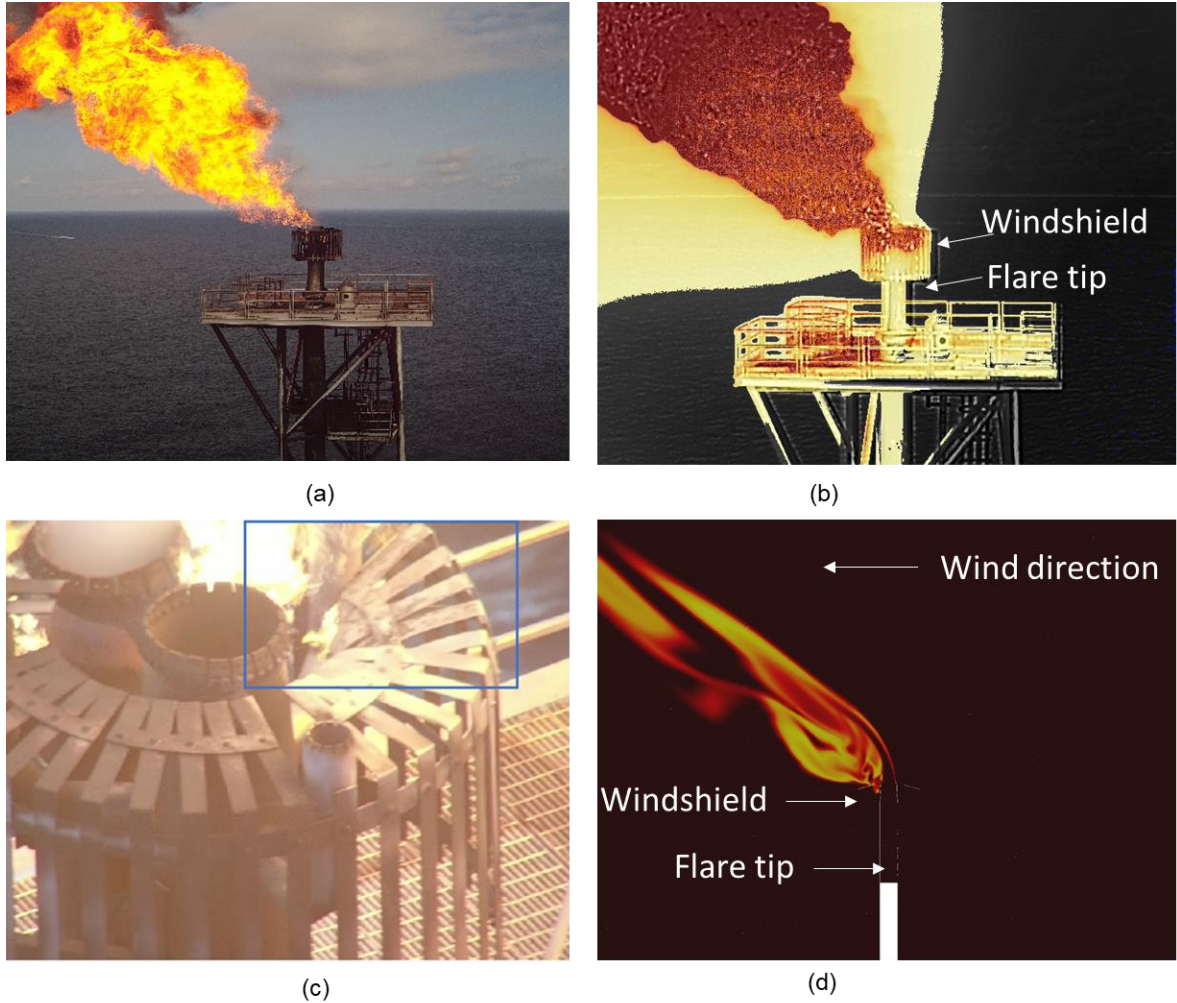 Windshield
Flare tip
(a)
(b)
Wind direction
Windshield
Flare tip
(c)
(d)